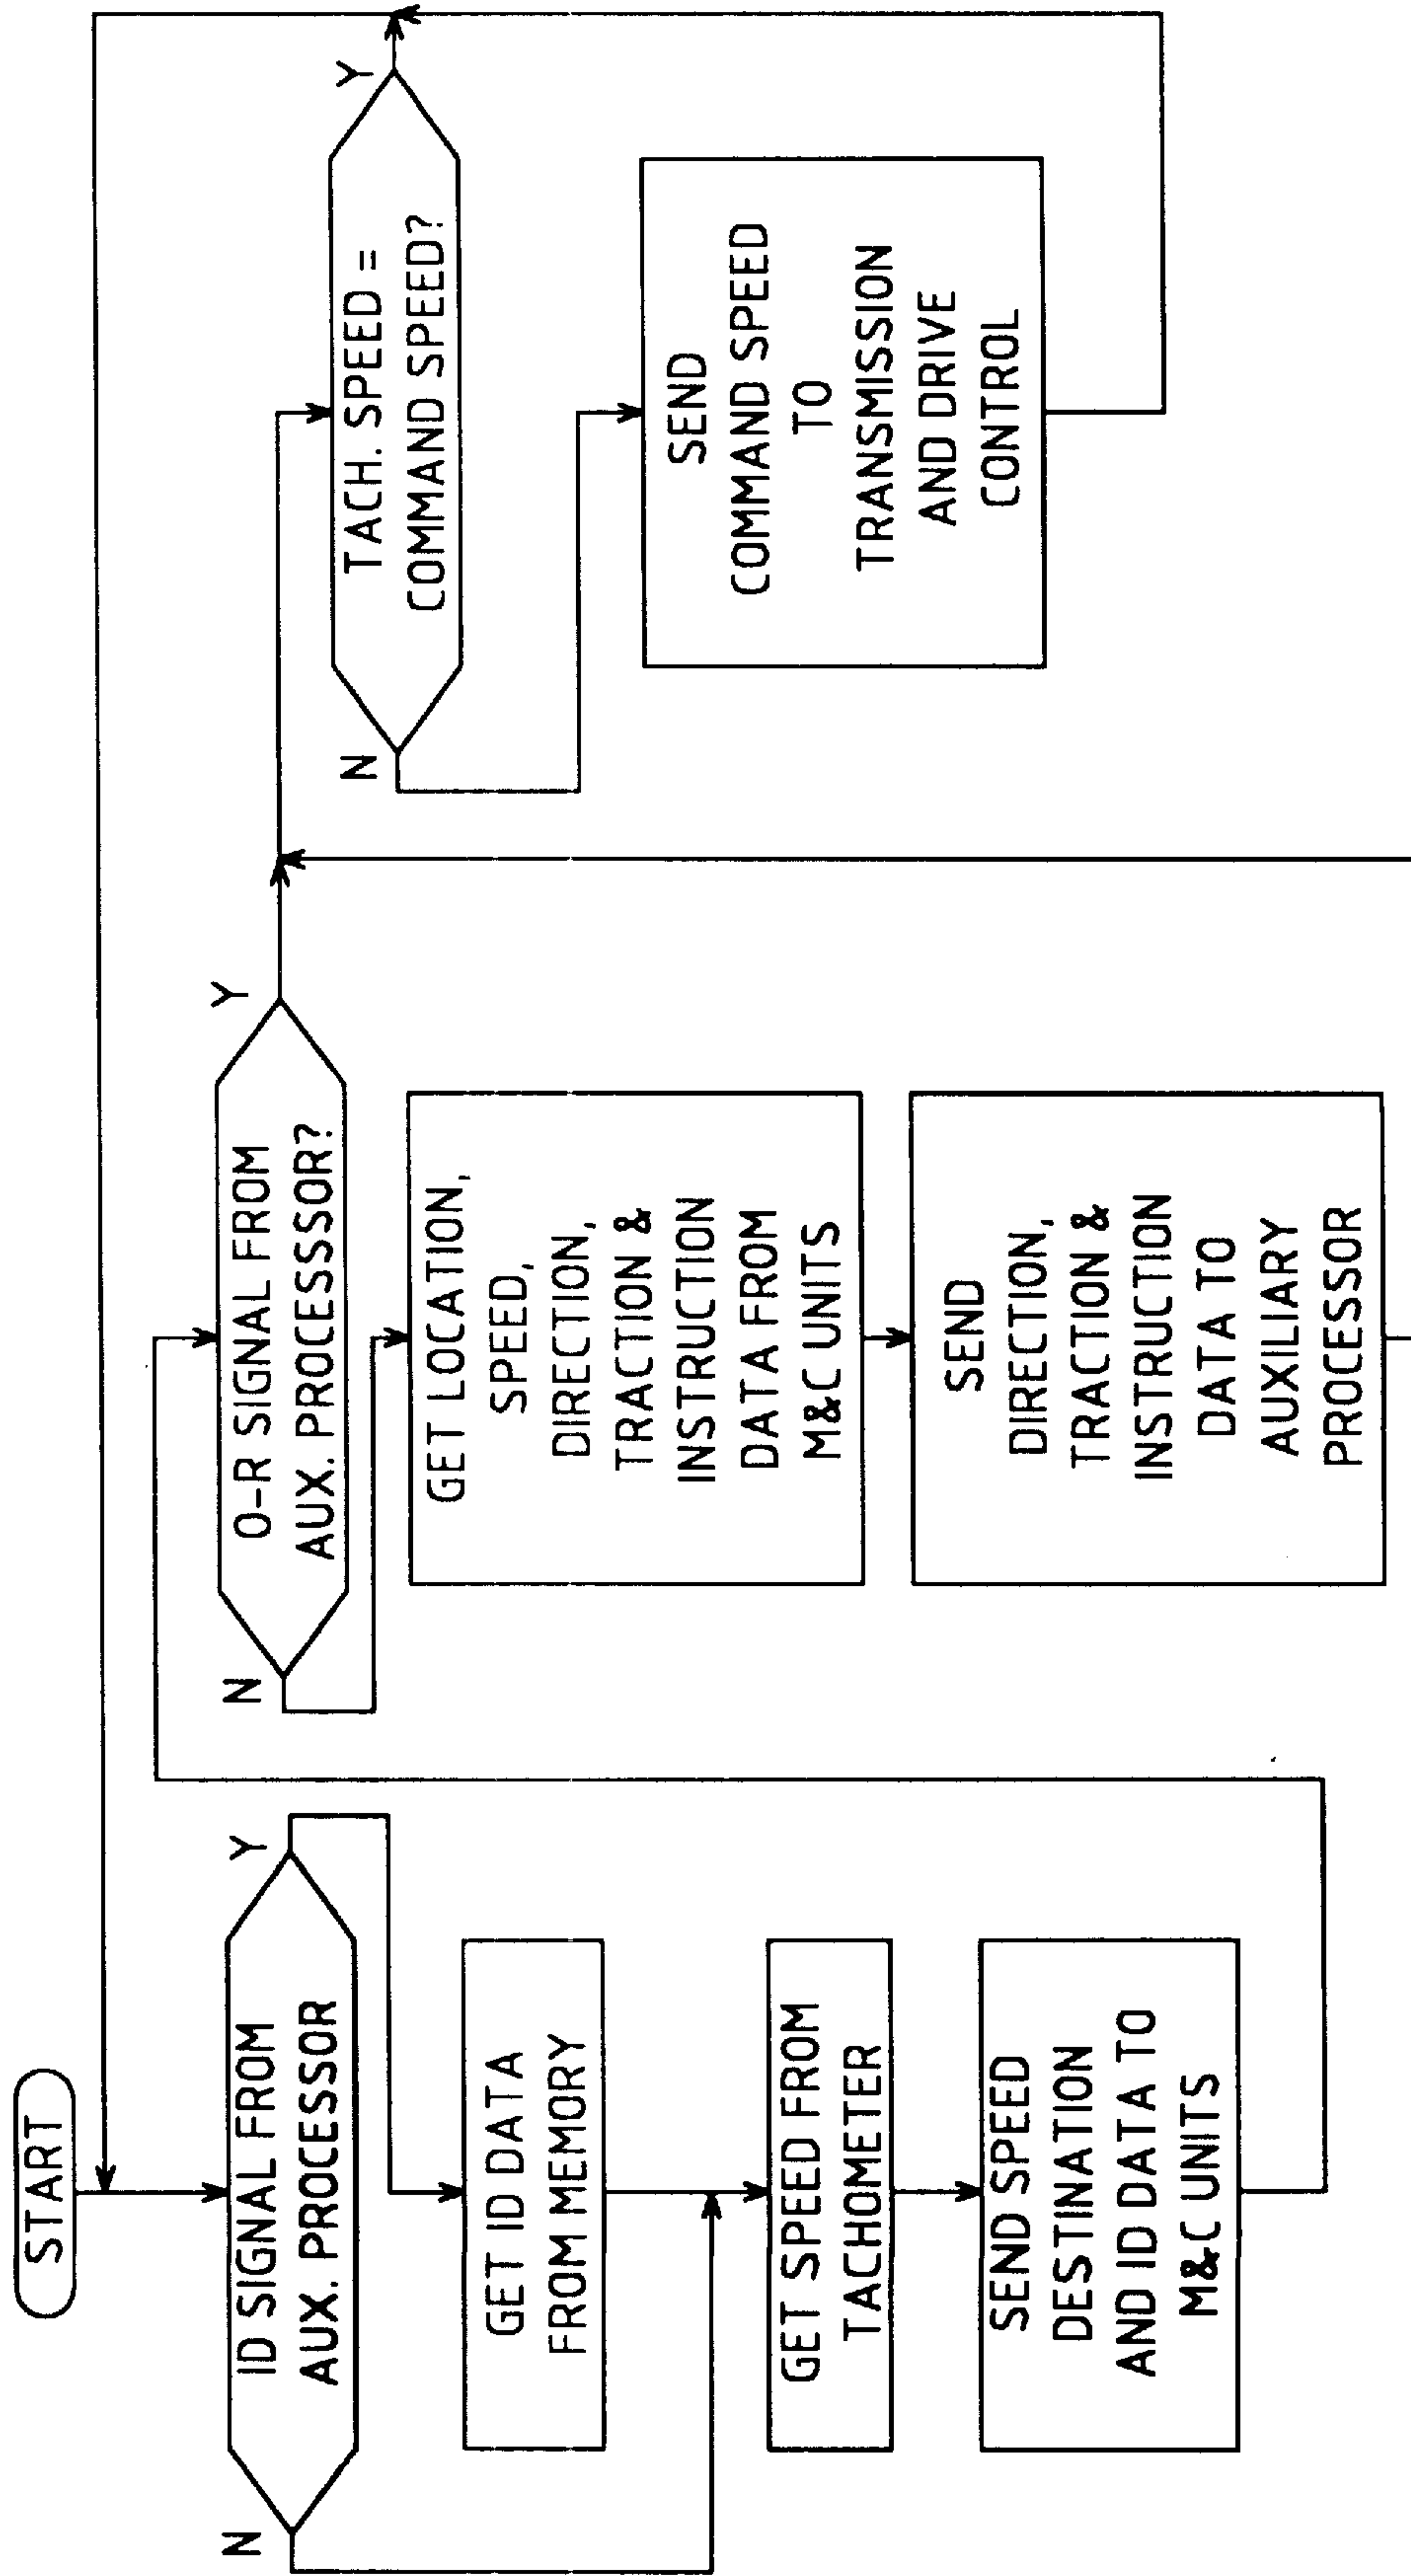 START
ID SIGNAL FROM
AUX. PROCESSOR
N
Y
GET ID DATA
FROM MEMORY
GET SPEED FROM
TACHOMETER
SEND SPEED
DESTINATION
AND ID DATA TO
M&C UNITS
O-R SIGNAL FROM
AUX. PROCESSSOR?
N
Y
GET LOCATION,
SPEED,
DIRECTION,
TRACTION &
INSTRUCTION
DATA FROM
M&C UNITS
SEND
DIRECTION,
TRACTION &
INSTRUCTION
DATA TO
AUXILIARY
PROCESSOR
TACH. SPEED =
COMMAND SPEED?
N
Y
SEND
COMMAND SPEED
TO
TRANSMISSION
AND DRIVE
CONTROL